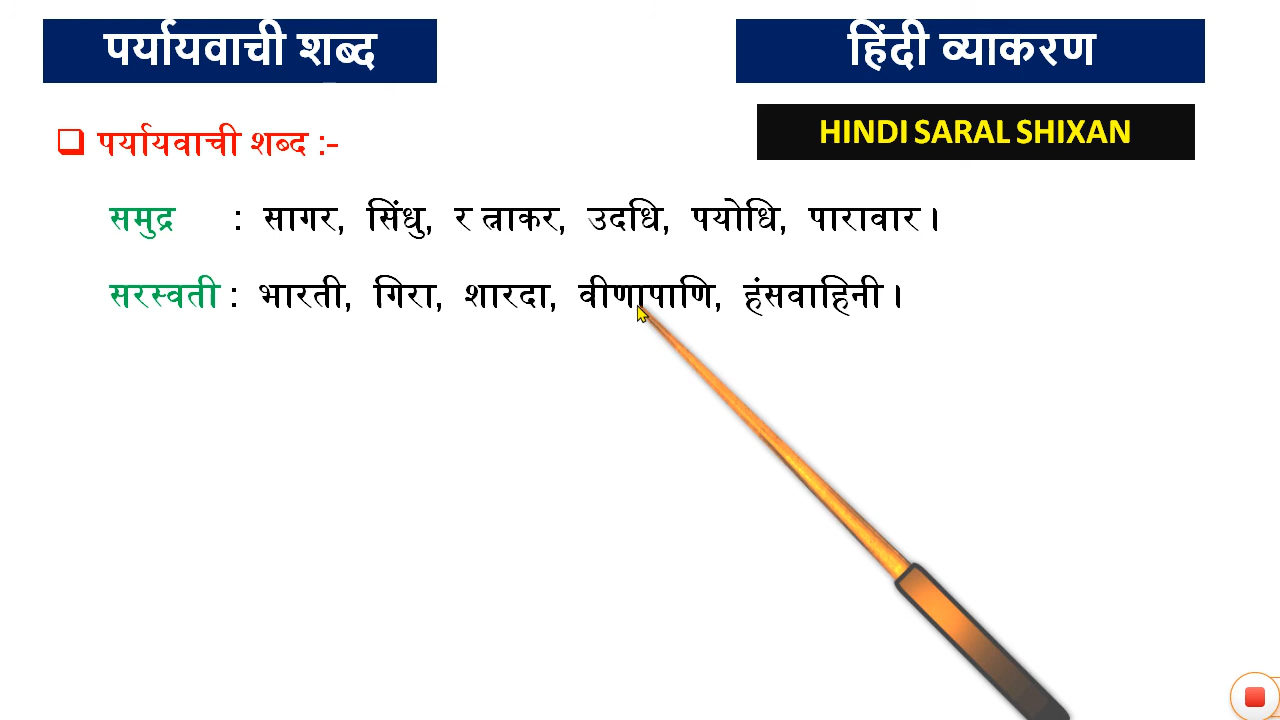 पर्यायवाची शब्द
हिंदी व्याकरण
HINDI SARAL SHIXAN
पर्यायवाची शब्द :-
समुद्र : सागर, सिंधु, र त्नाकर, उदधि, पयोधि, पारावार ।
सरस्वती : भारती, गिरा, शारदा, वीणापाणि, हंसवाहिनी ।